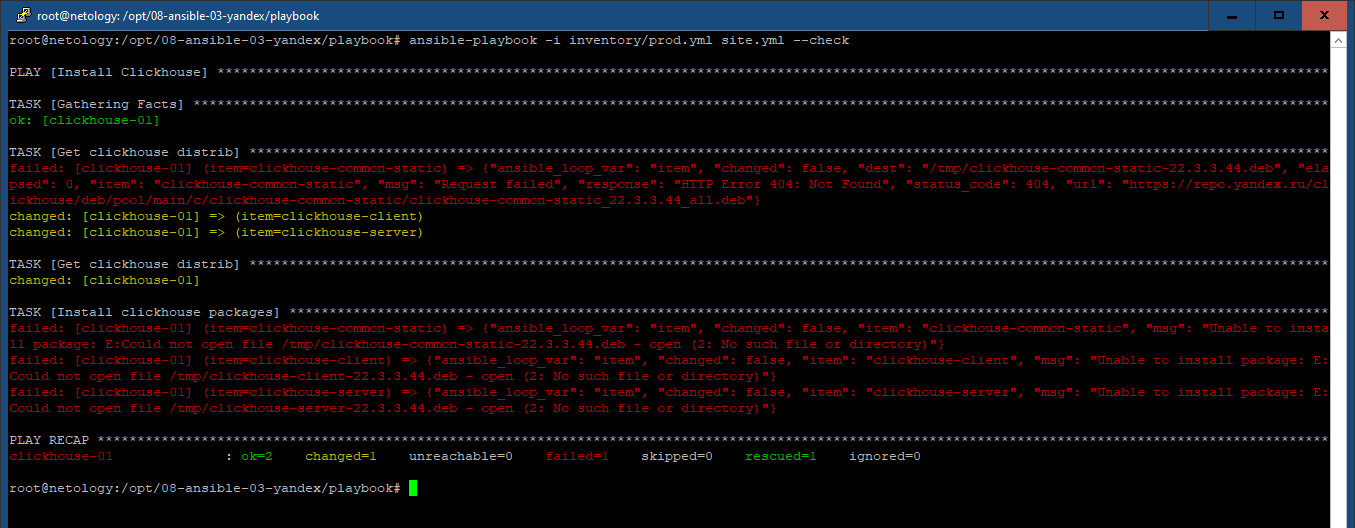 root@netology: /opt/08-ansible-03-yandex/playbook
root@netology:/opt/08-ansible-03-yandex/playbook# ansible-playbook -i inventory/prod.yml site.yml --check
PLAY [Install Clickhouse] *******************************************************************************************************************************************
TASK [Gathering Facts] **********************************************************************************************************************************************
ok: [clickhouse-01]
TASK [Get clickhouse distrib] ***************************************************************************************************************************************
failed: [clickhouse-01] (item=clickhouse-common-static) => {"ansible_loop_var": "item", "changed": false, "dest": "/tmp/clickhouse-common-static-22.3.3.44.deb", "ela
psed": 0, "item": "clickhouse-common-static", "msg": "Request failed", "response": "HTTP Error 404: Not Found", "status_code": 404, "url": "https://repo.yandex.ru/cl
ickhouse/deb/pool/main/c/clickhouse-common-static/clickhouse-common-static_22.3.3.44_all.deb"}
changed: [clickhouse-01] => (item=clickhouse-client)
changed: [clickhouse-01] => (item=clickhouse-server)
TASK [Get clickhouse distrib] ***************************************************************************************************************************************
changed: [clickhouse-01]
TASK [Install clickhouse packages] **********************************************************************************************************************************
failed: [clickhouse-01] (item=clickhouse-common-static) => {"ansible_loop_var": "item", "changed": false, "item": "clickhouse-common-static", "msg": "Unable to insta
ll package: E:Could not open file /tmp/clickhouse-common-static-22.3.3.44.deb - open (2: No such file or directory)"}
failed: [clickhouse-01] (item=clickhouse-client) => {"ansible_loop_var": "item", "changed": false, "item": "clickhouse-client", "msg": "Unable to install package: E:
Could not open file /tmp/clickhouse-client-22.3.3.44.deb - open (2: No such file or directory)"}
failed: [clickhouse-01] (item=clickhouse-server) => {"ansible_loop_var": "item", "changed": false, "item": "clickhouse-server", "msg": "Unable to install package: E:
Could not open file /tmp/clickhouse-server-22.3.3.44.deb - open (2: No such file or directory)"}
PLAY RECAP **********************************************************************************************************************************************************
clickhouse-01              : ok=2    changed=1    unreachable=0    failed=1    skipped=0    rescued=1    ignored=0
root@netology:/opt/08-ansible-03-yandex/playbook#